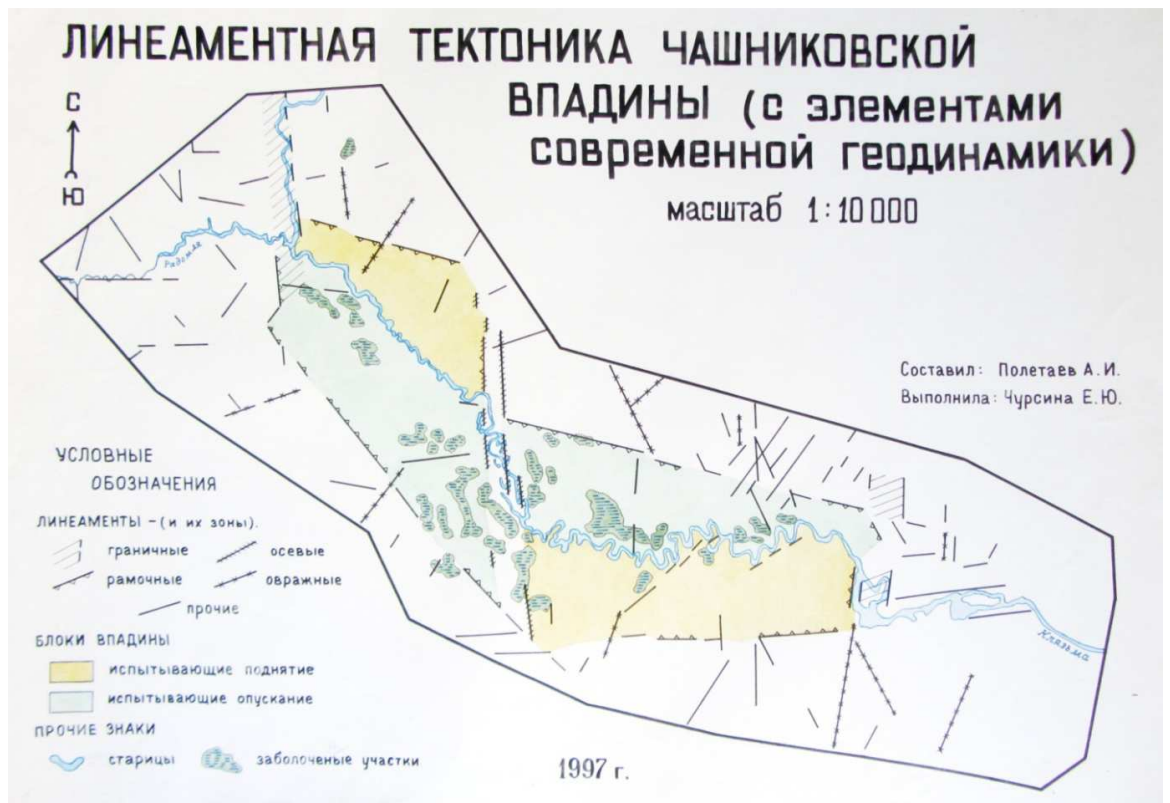 ЛИНЕАМЕНТНАЯ ТЕКТОНИКА ЧАШНИКОВСКОЙ
ВПАДИНЫ (С ЭЛЕМЕНТАМИ
СОВРЕМЕННОЙ ГЕОДИНАМИКИ)
масштаб 1:10 000
С
Ю
Радомля
Составил: Полетаев А.И.
Выполнила: Чурсина Е.Ю.
УСЛОВНЫЕ
ОБОЗНАЧЕНИЯ
ЛИНЕАМЕНТЫ – (и их зоны).
граничные
осевые
рамочные
овражные
прочие
БЛОКИ ВПАДИНЫ
испытывающие поднятие
испытывающие опускание
ПРОЧИЕ ЗНАКИ
старицы
заболоченые участки
Клязьма
1997 г.